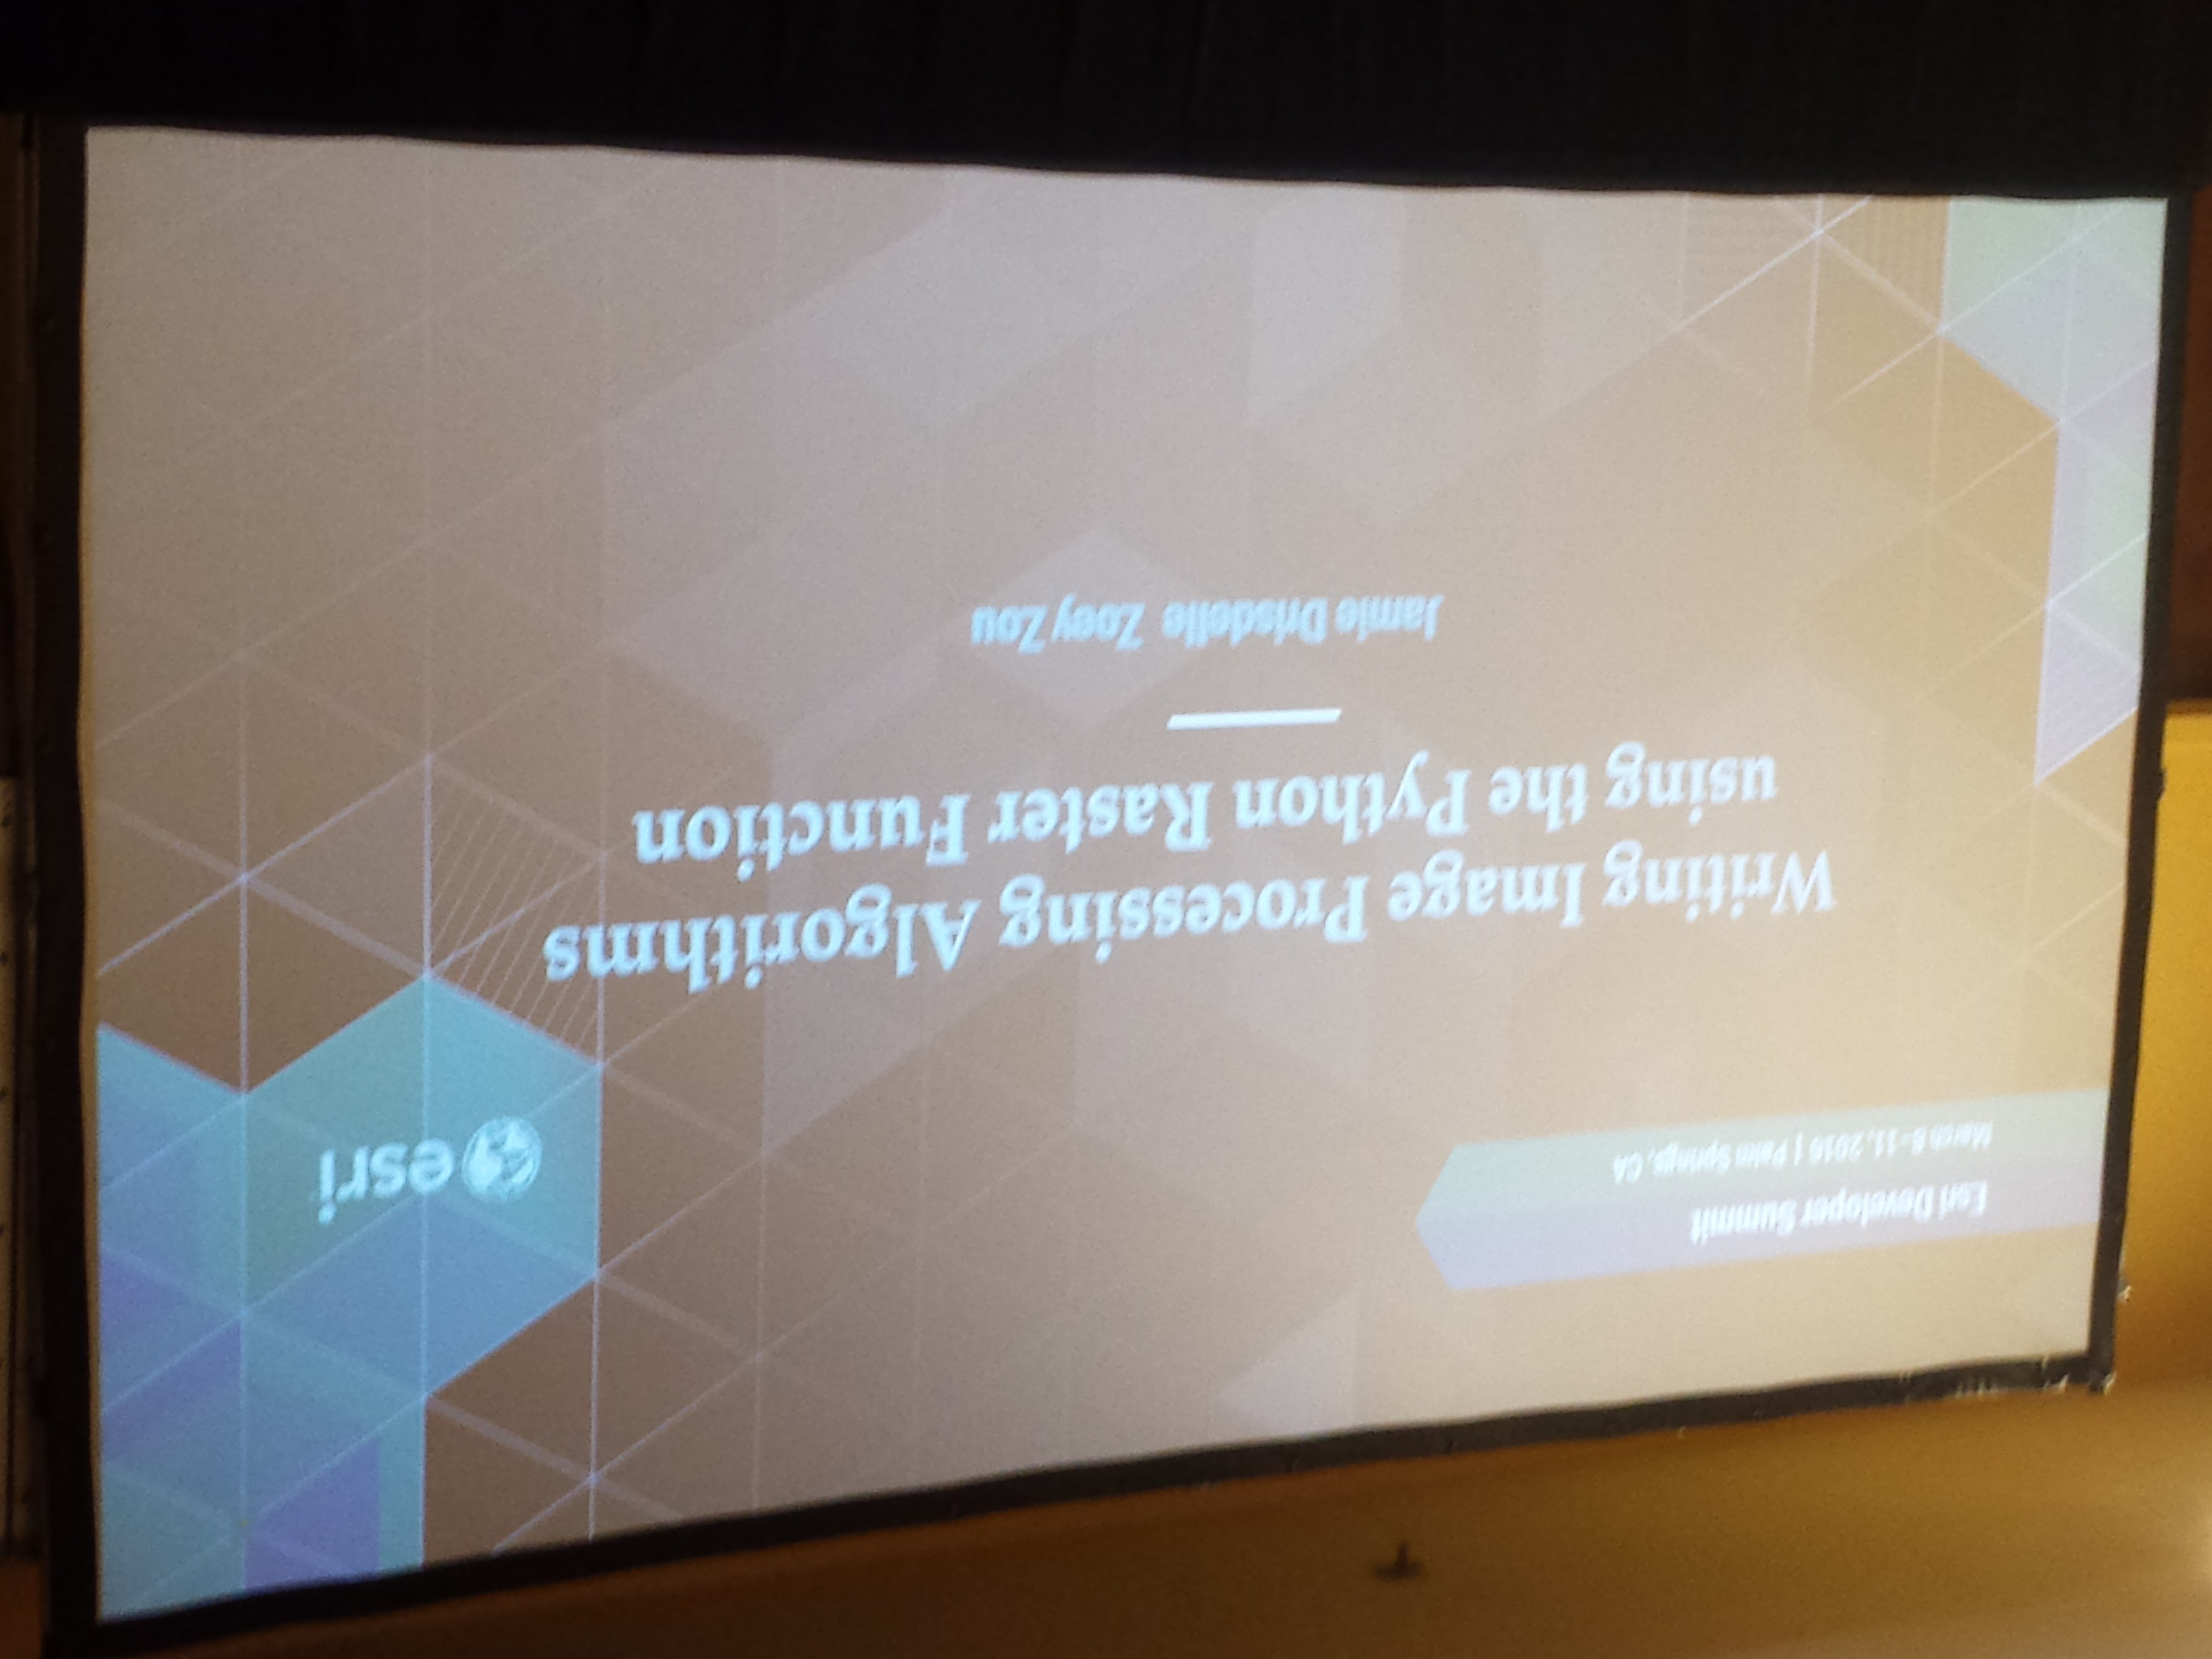 Esri Developer Summit
March 8–11, 2016 | Palm Springs, CA
esri
Writing Image Processing Algorithms
using the Python Raster Function
Jamie Drisdelle Zoey Zou